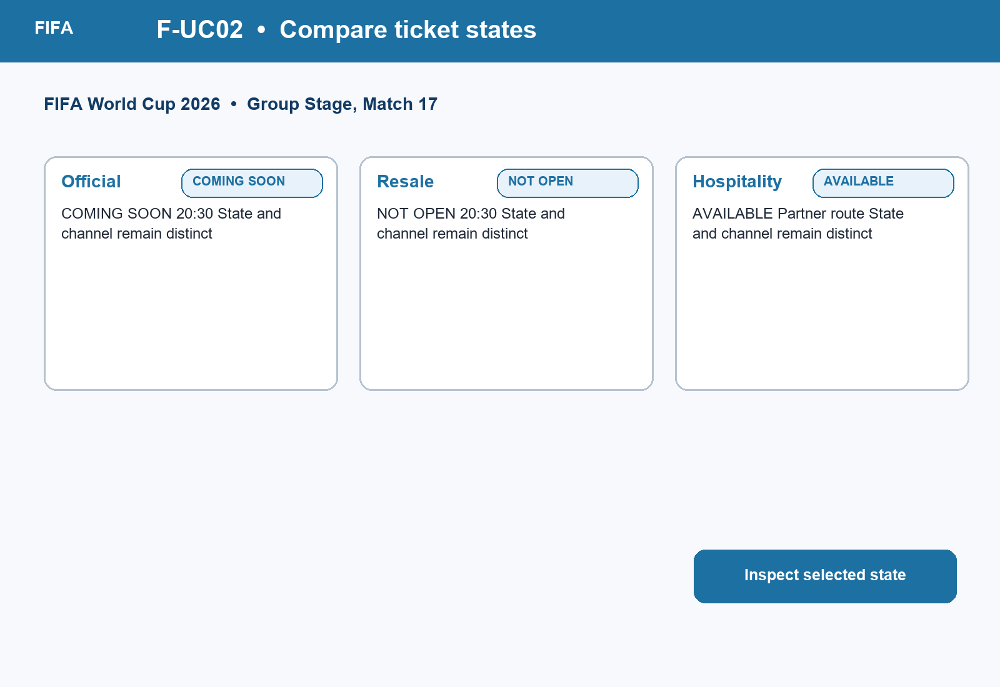 FIFA
F-UC02 • Compare ticket states
FIFA World Cup 2026 • Group Stage, Match 17
Official
COMING SOON
COMING SOON 20:30 State and
channel remain distinct
Resale
NOT OPEN
NOT OPEN 20:30 State and
channel remain distinct
Hospitality
AVAILABLE
AVAILABLE Partner route State
and channel remain distinct
Inspect selected state